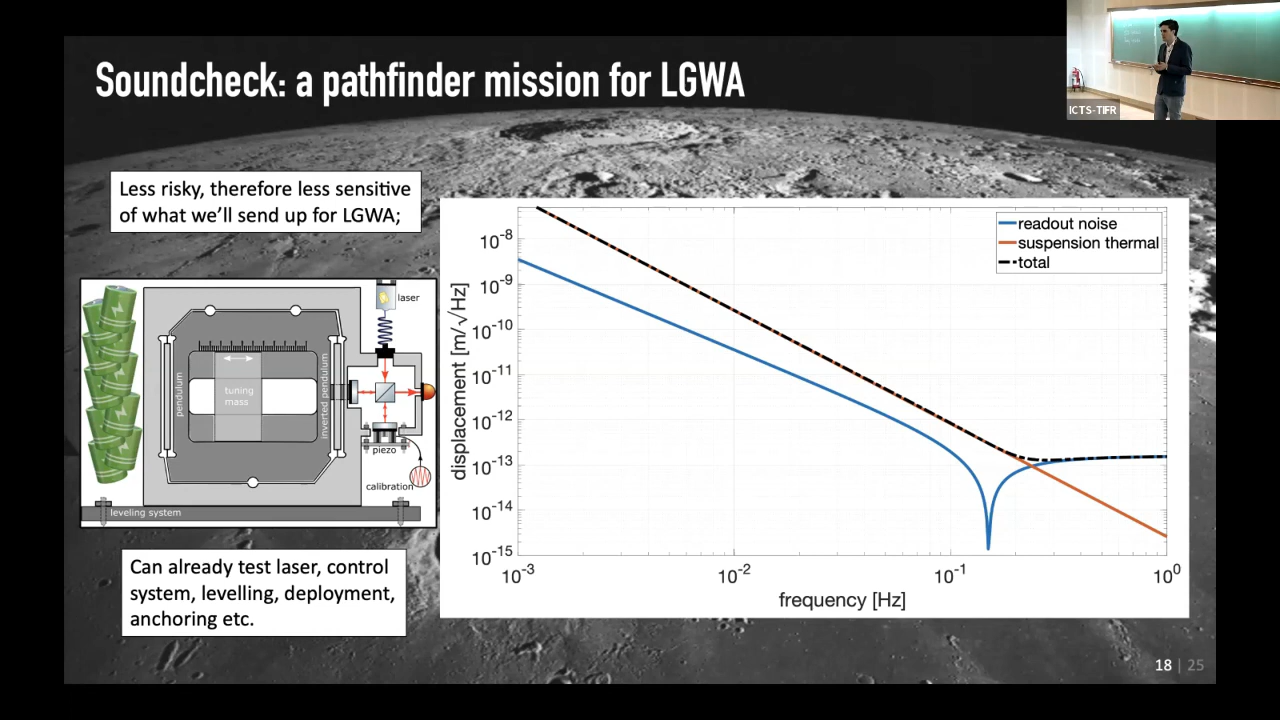 Soundcheck: a pathfinder mission for LGWA
ICTS-TIFR
Less risky, therefore less sensitive
of what we'll send up for LGWA;
laser
pendulum
tuning
mass
inverted pendulum
piezo
calibration
leveling system
Can already test laser, control
system, levelling, deployment,
anchoring etc.
readout noise
suspension thermal
total
displacement [m/√Hz]
10⁻⁸
10⁻⁹
10⁻¹⁰
10⁻¹¹
10⁻¹²
10⁻¹³
10⁻¹⁴
10⁻¹⁵
10⁻³ 10⁻² 10⁻¹ 10⁰
frequency [Hz]
18 | 25